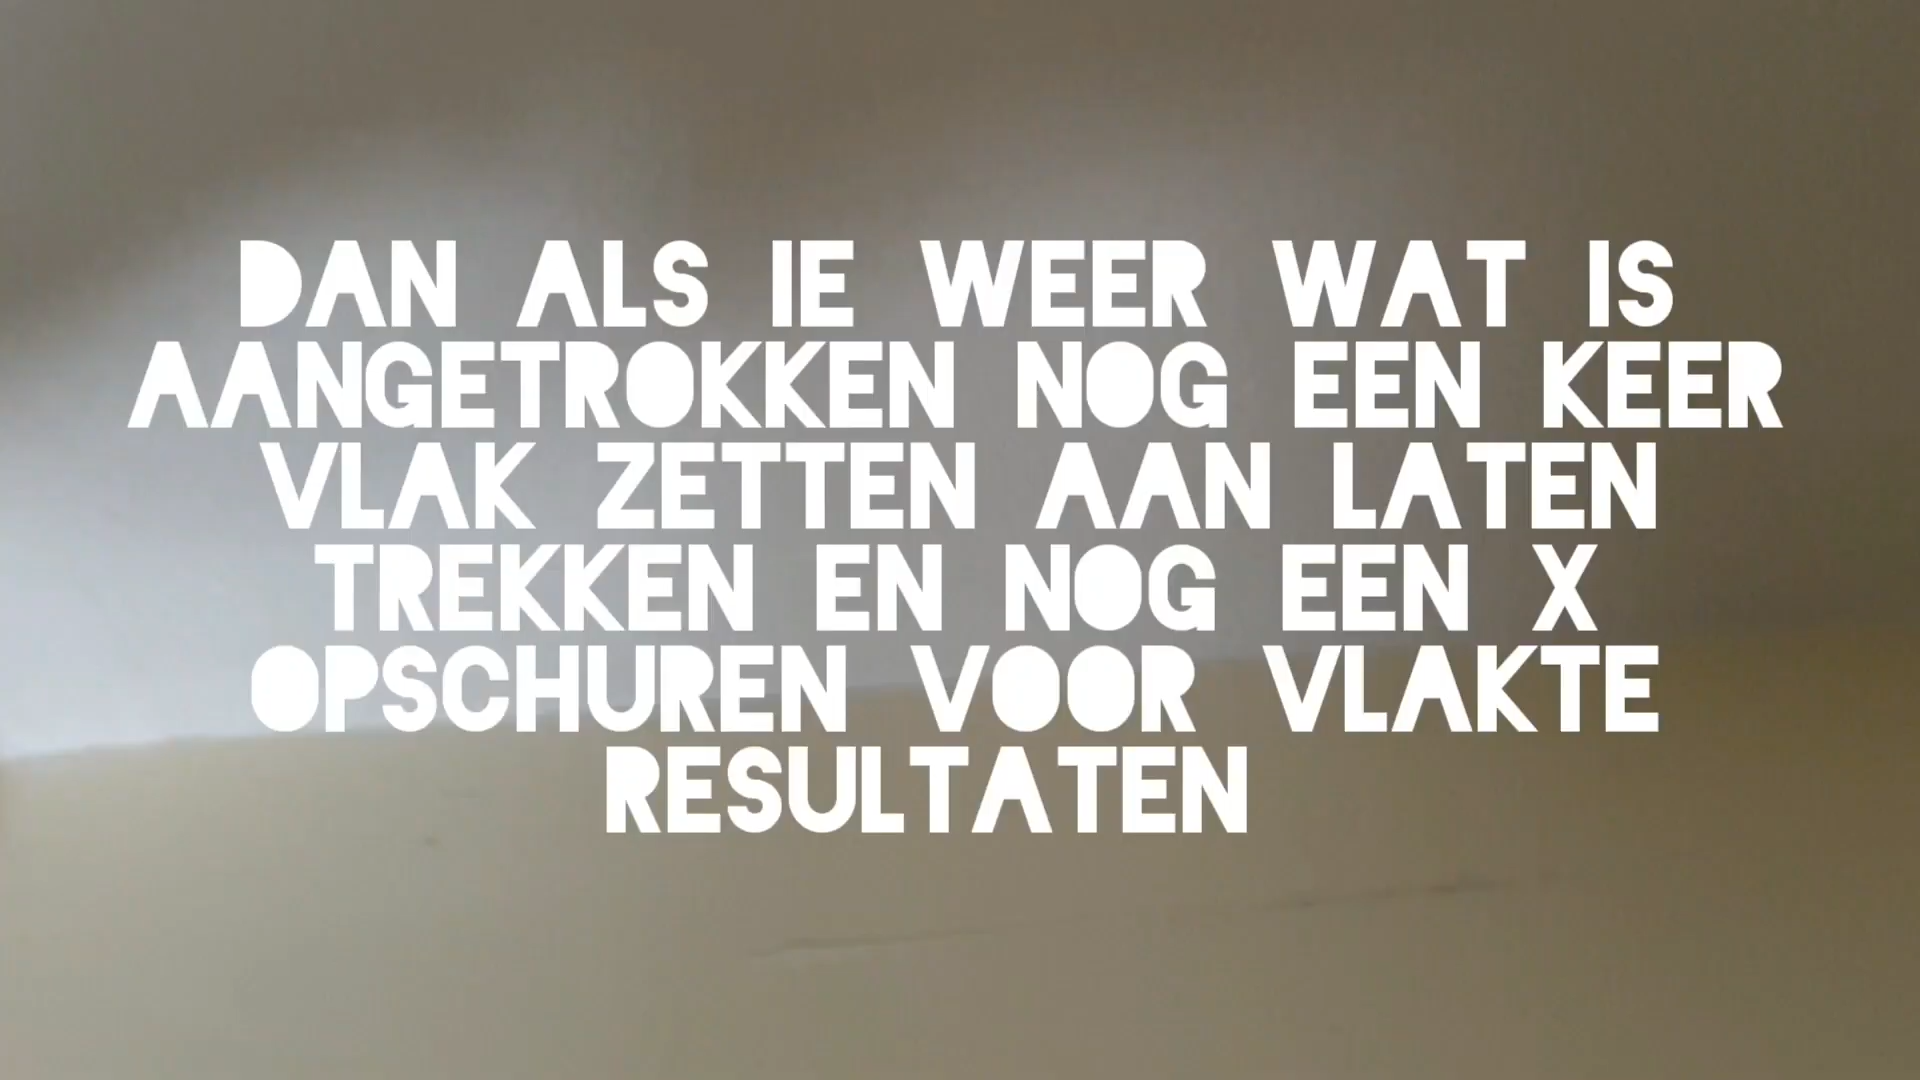 DAN ALS IE WEER WAT IS
AANGETROKKEN NOG EEN KEER
VLAK ZETTEN AAN LATEN
TREKKEN EN NOG EEN X
OPSCHUREN VOOR VLAKTE
RESULTATEN